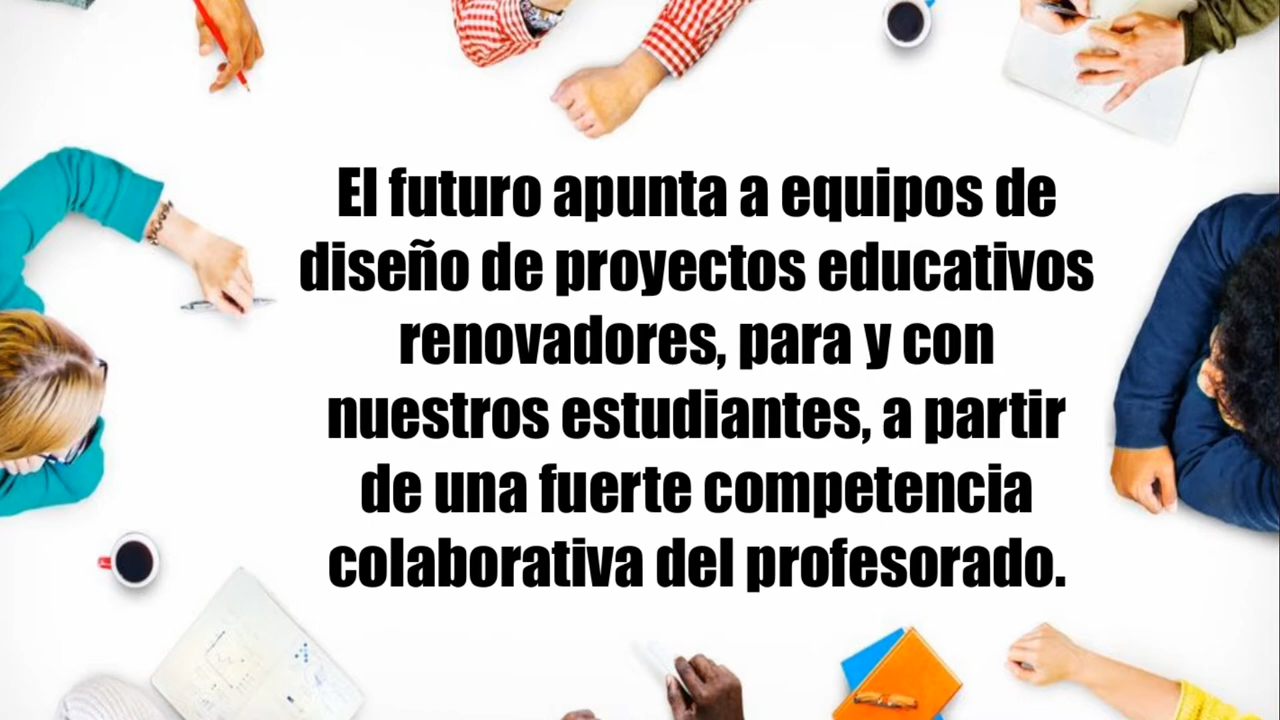 El futuro apunta a equipos de
diseño de proyectos educativos
renovadores, para y con
nuestros estudiantes, a partir
de una fuerte competencia
colaborativa del profesorado.